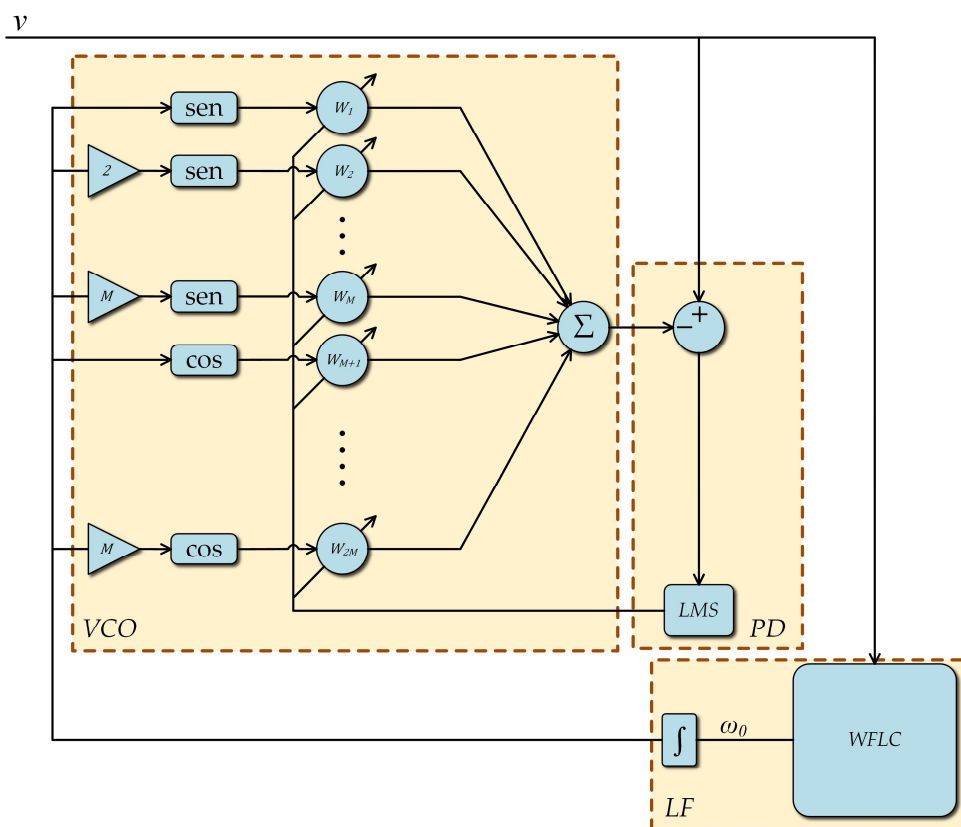 v
sen
W1
2
sen
W2
M
sen
WM
cos
WM+1
Σ
− +
M
cos
W2M
LMS
VCO
PD
∫
ω0
WFLC
LF